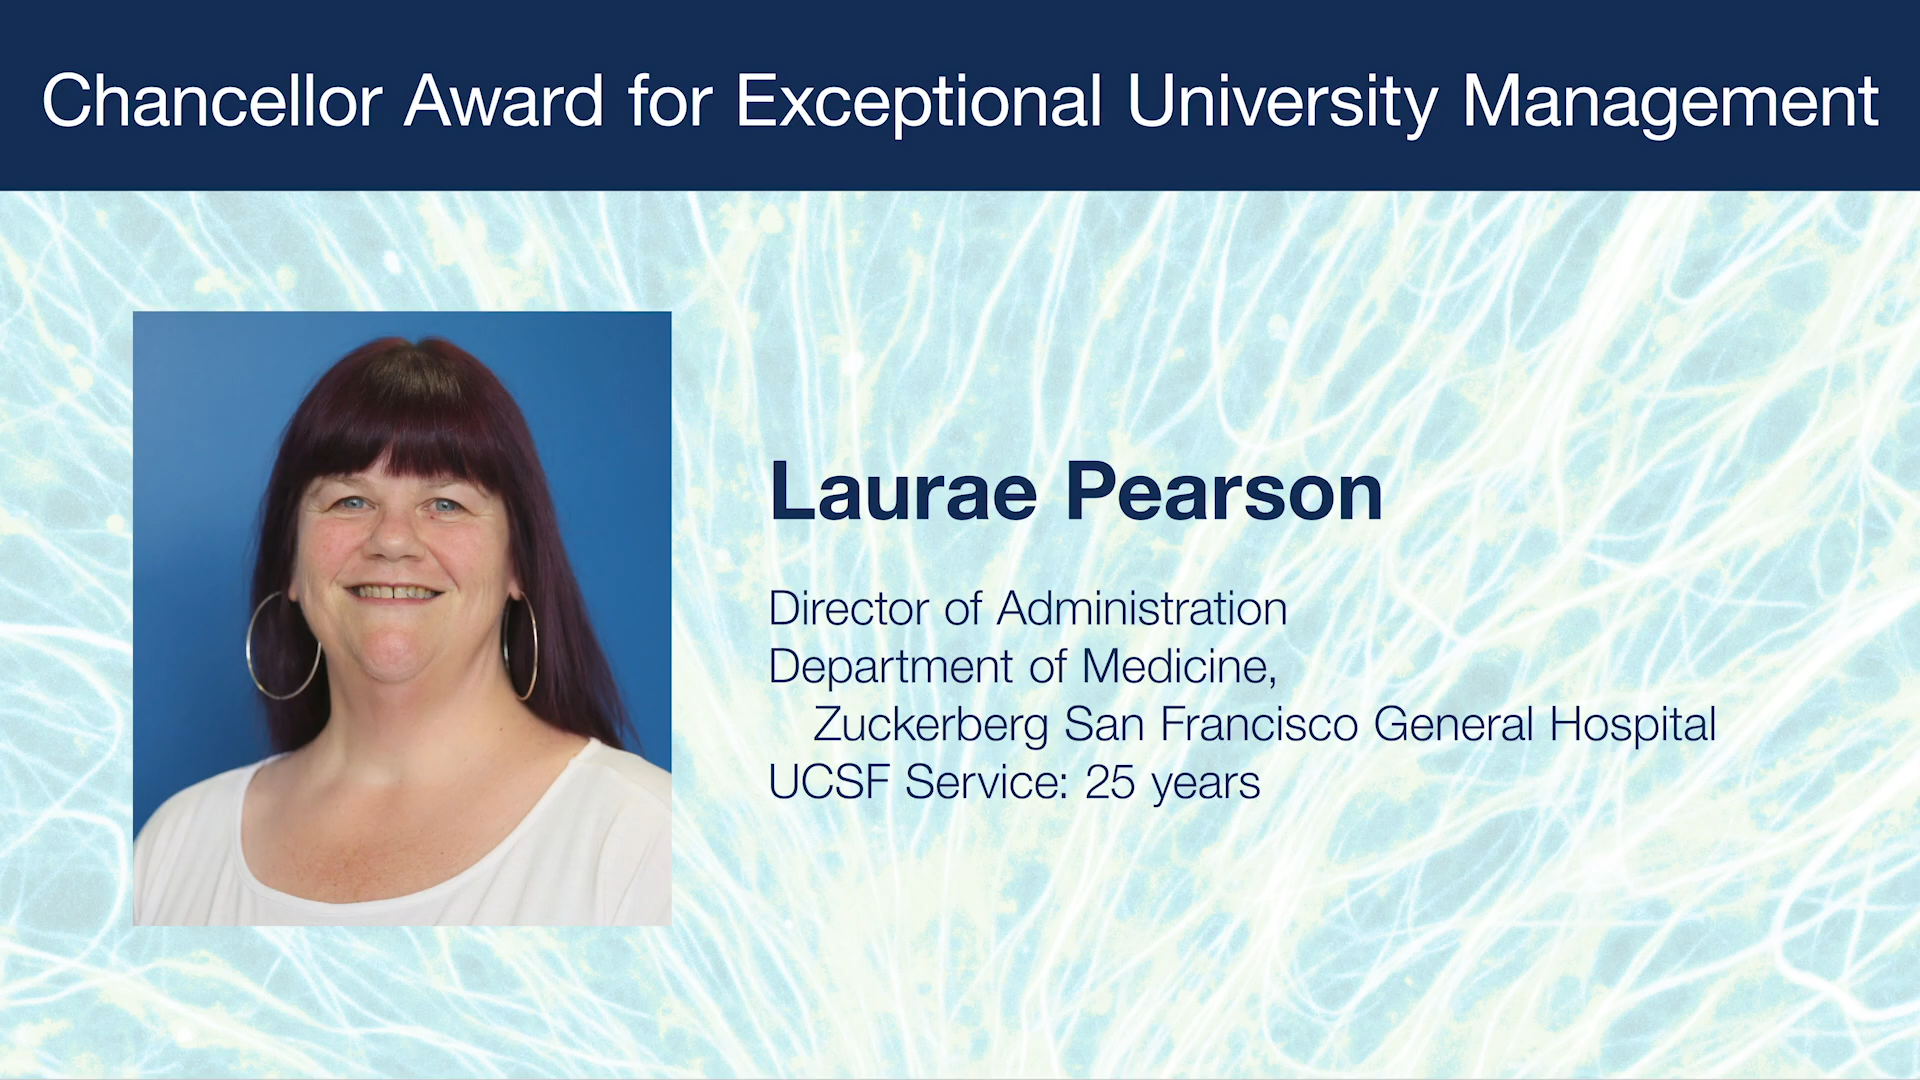 Chancellor Award for Exceptional University Management
Laurae Pearson
Director of Administration
Department of Medicine,
Zuckerberg San Francisco General Hospital
UCSF Service: 25 years